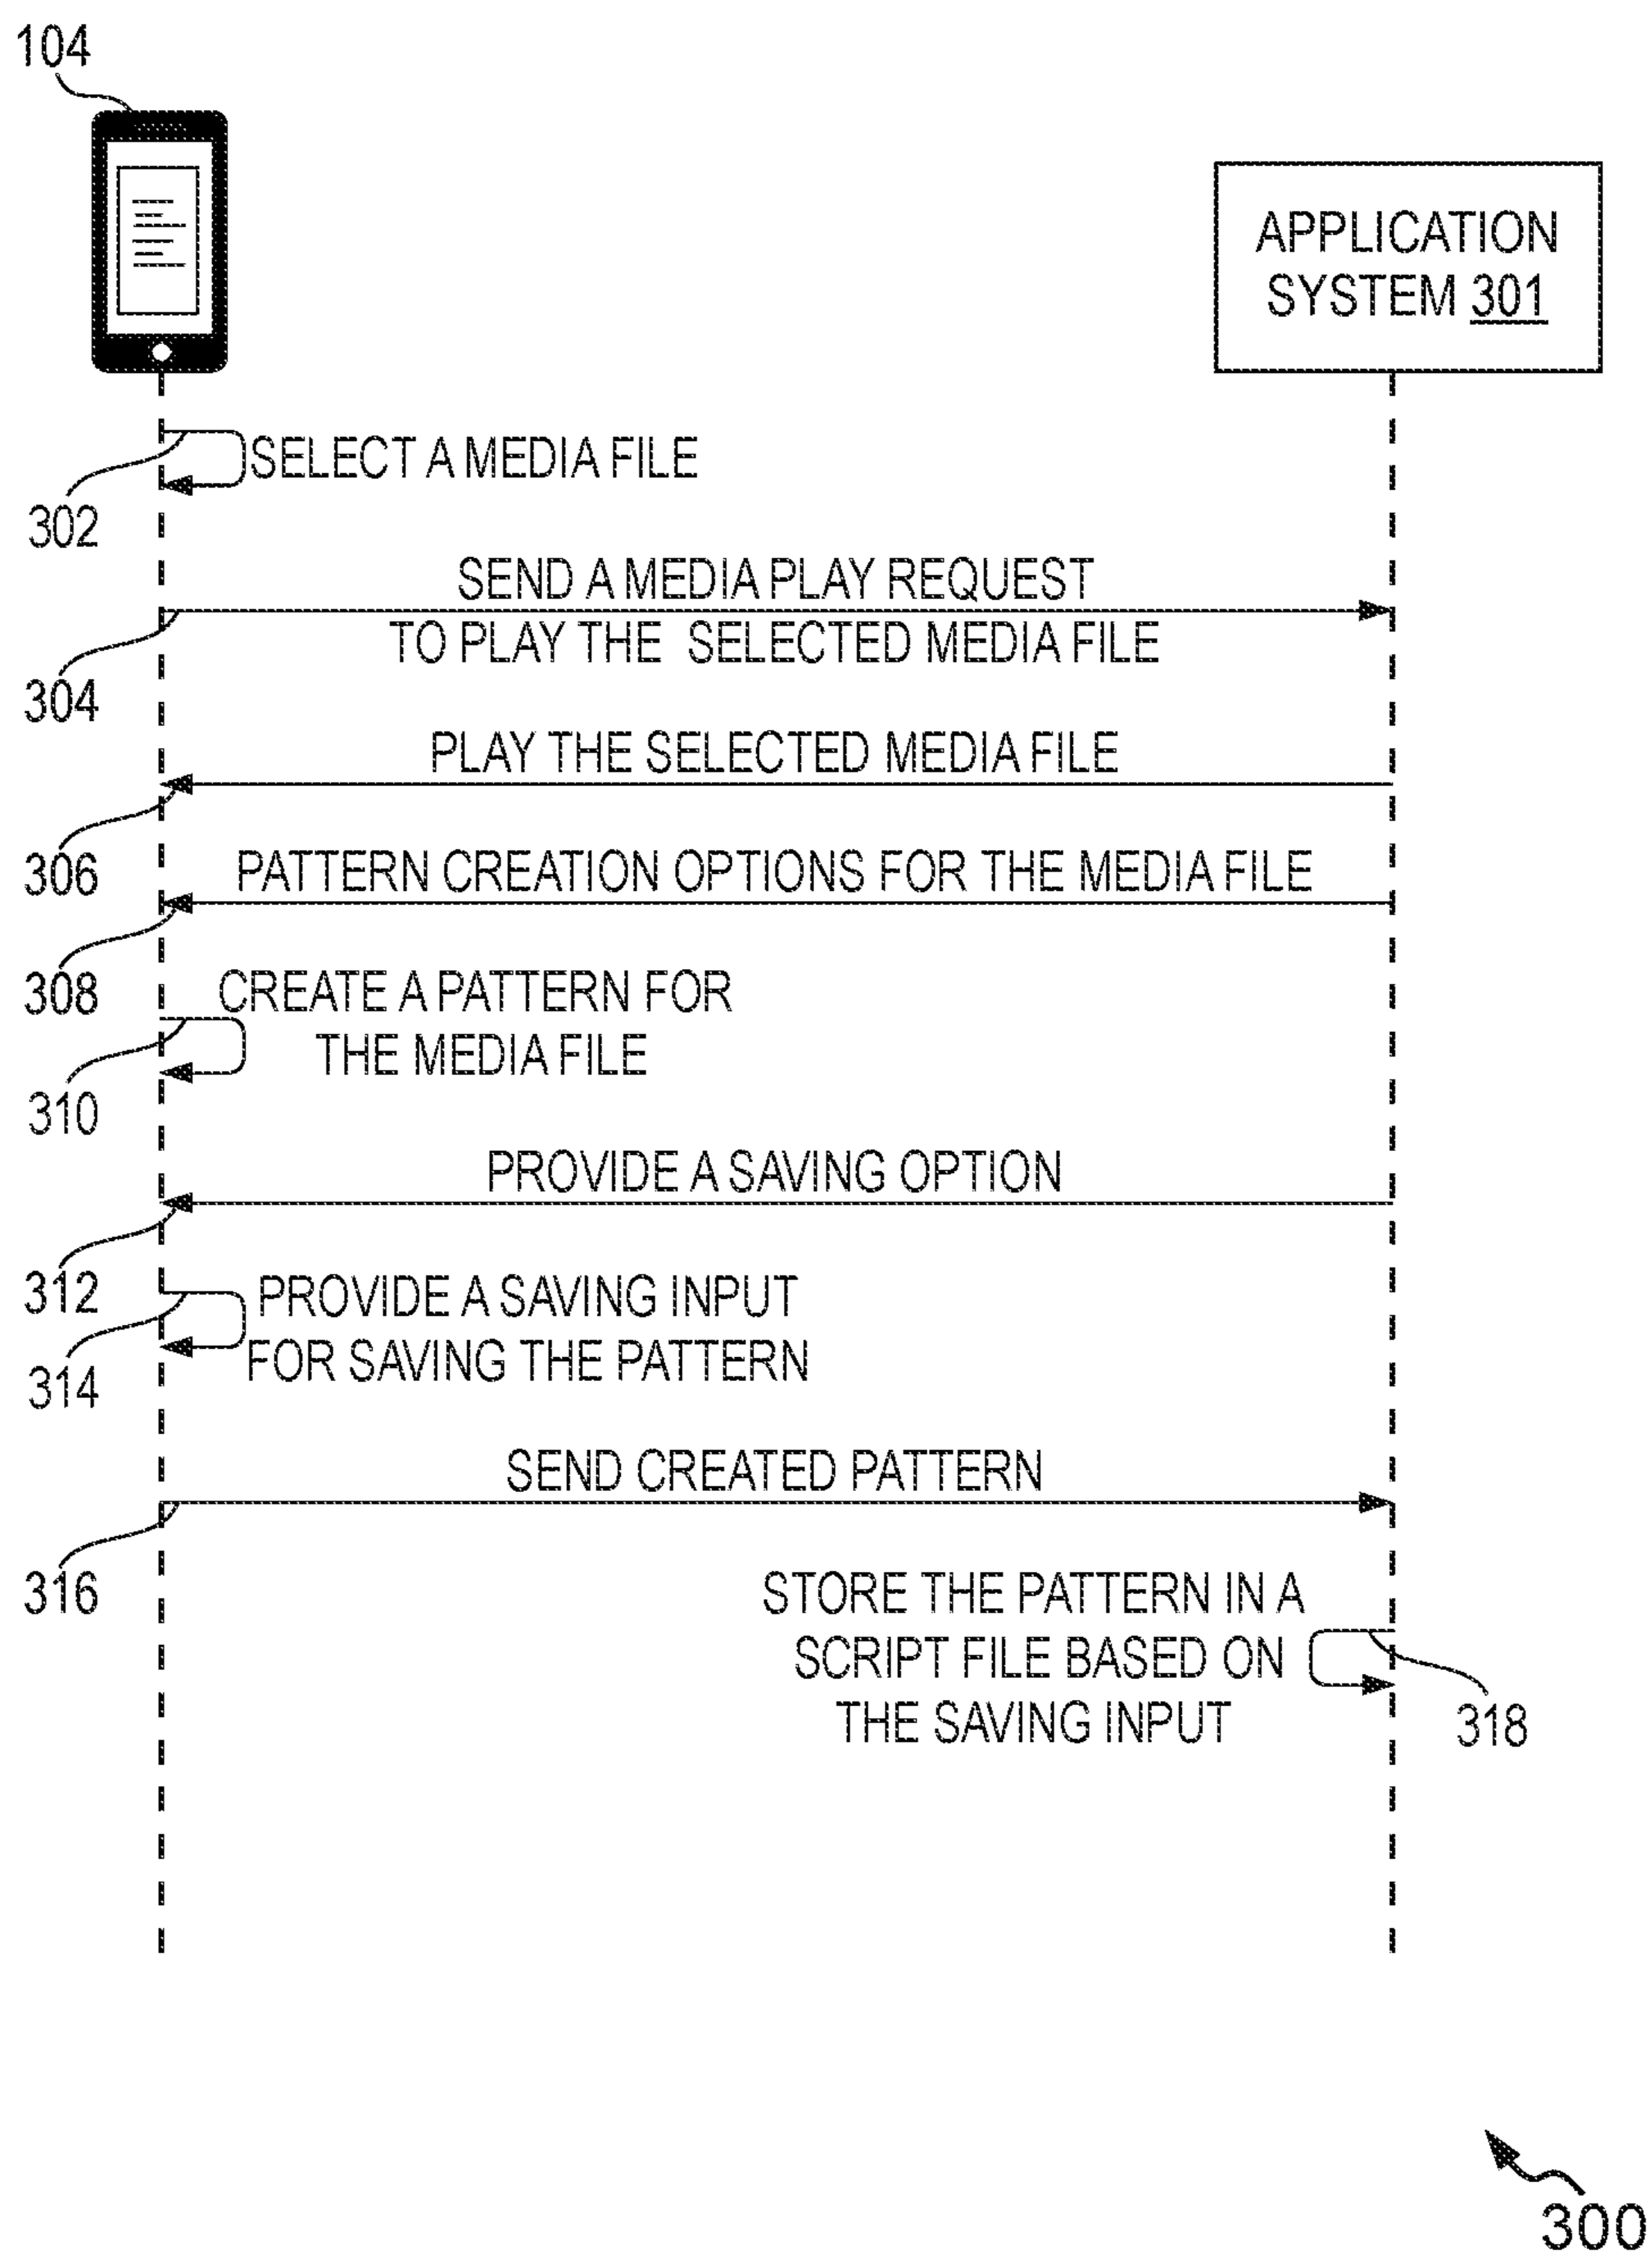 104
APPLICATION
SYSTEM 301
SELECT A MEDIA FILE
302
SEND A MEDIA PLAY REQUEST
TO PLAY THE SELECTED MEDIA FILE
304
PLAY THE SELECTED MEDIA FILE
306
PATTERN CREATION OPTIONS FOR THE MEDIA FILE
308
CREATE A PATTERN FOR
THE MEDIA FILE
310
PROVIDE A SAVING OPTION
312
PROVIDE A SAVING INPUT
FOR SAVING THE PATTERN
314
SEND CREATED PATTERN
316
STORE THE PATTERN IN A
SCRIPT FILE BASED ON
THE SAVING INPUT
318
300